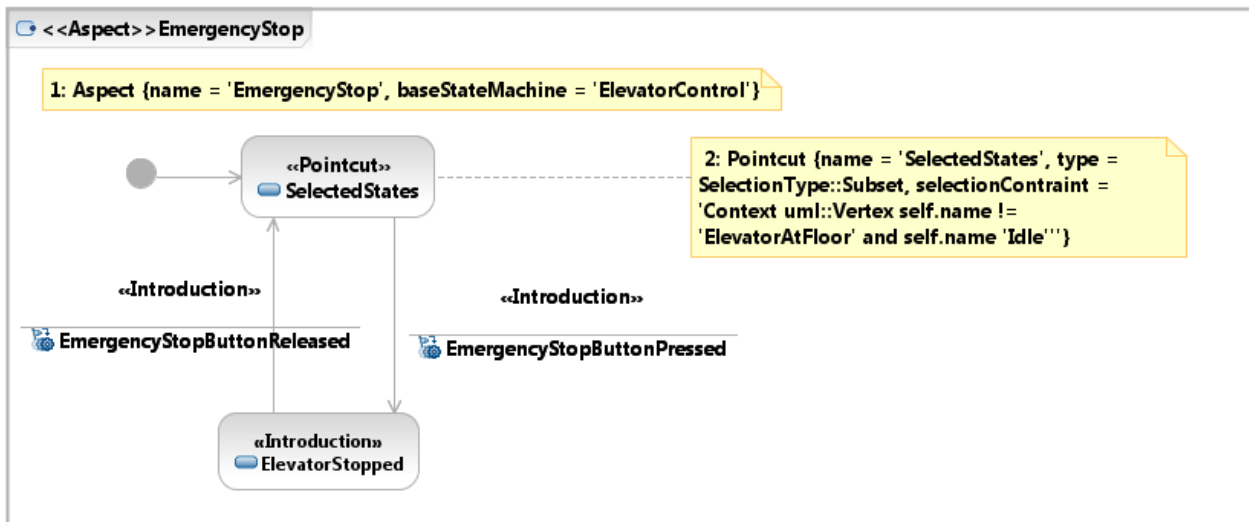 <<Aspect>>EmergencyStop
1: Aspect {name = 'EmergencyStop', baseStateMachine = 'ElevatorControl'}
«Pointcut»
SelectedStates
2: Pointcut {name = 'SelectedStates', type =
SelectionType::Subset, selectionContraint =
'Context uml::Vertex self.name !=
'ElevatorAtFloor' and self.name 'Idle'''}
«Introduction»
EmergencyStopButtonReleased
«Introduction»
EmergencyStopButtonPressed
«Introduction»
ElevatorStopped